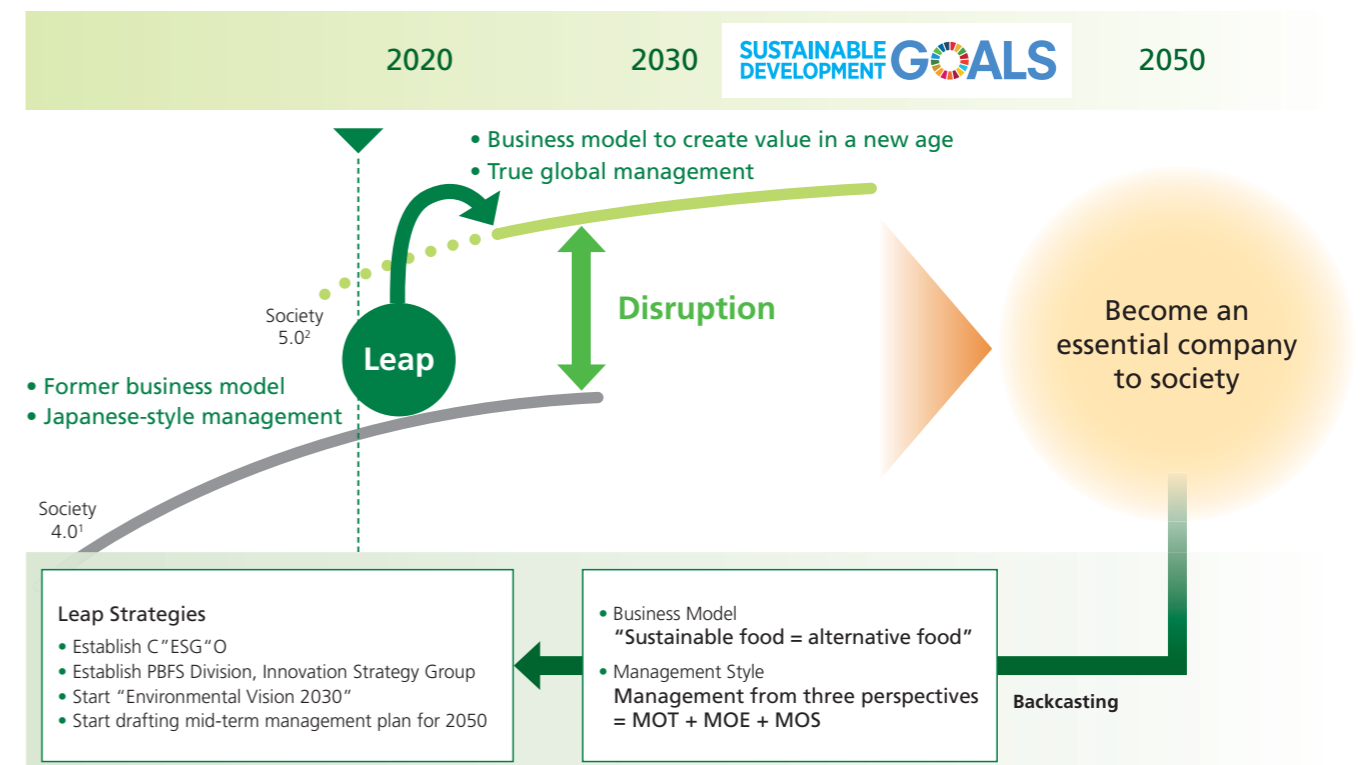 2020
2030
SUSTAINABLE
DEVELOPMENT
GOALS
2050
• Business model to create value in a new age
• True global management
Society
5.0²
Leap
Disruption
• Former business model
• Japanese-style management
Society
4.0¹
Become an
essential company
to society
Leap Strategies
• Establish C”ESG“O
• Establish PBFS Division, Innovation Strategy Group
• Start “Environmental Vision 2030”
• Start drafting mid-term management plan for 2050
• Business Model
“Sustainable food = alternative food”
• Management Style
Management from three perspectives
= MOT + MOE + MOS
Backcasting